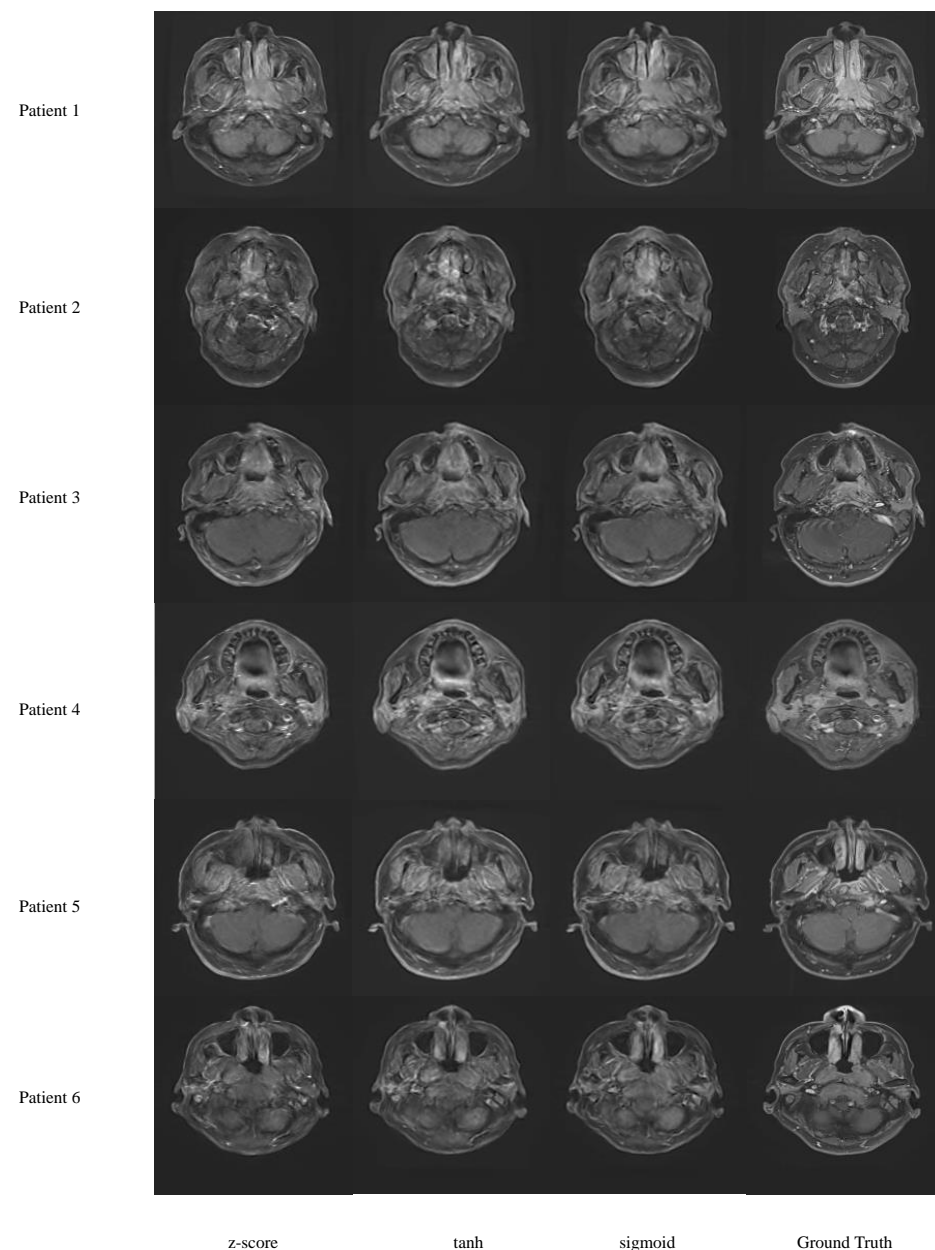 Patient 1
Patient 2
Patient 3
Patient 4
Patient 5
Patient 6
z-score tanh sigmoid Ground Truth